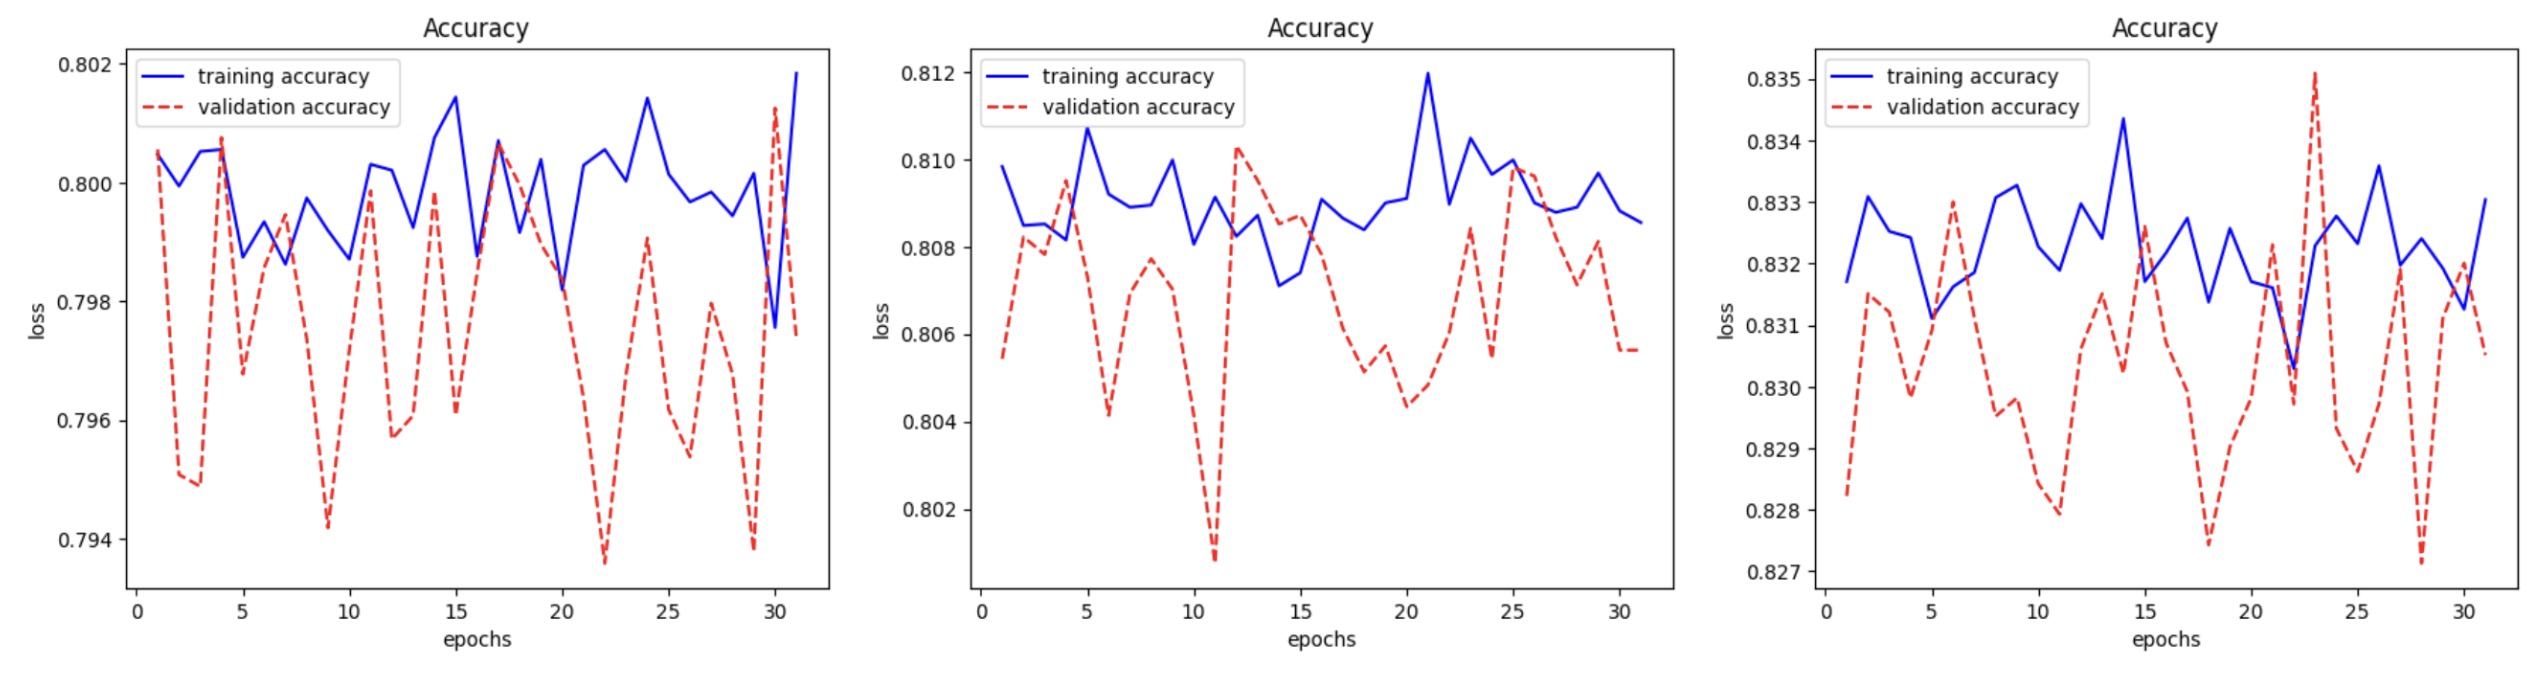 Accuracy
training accuracy
validation accuracy
0.802
0.800
0.798
0.796
0.794
loss
0 5 10 15 20 25 30
epochs
Accuracy
training accuracy
validation accuracy
0.812
0.810
0.808
0.806
0.804
0.802
loss
0 5 10 15 20 25 30
epochs
Accuracy
training accuracy
validation accuracy
0.835
0.834
0.833
0.832
0.831
0.830
0.829
0.828
0.827
loss
0 5 10 15 20 25 30
epochs